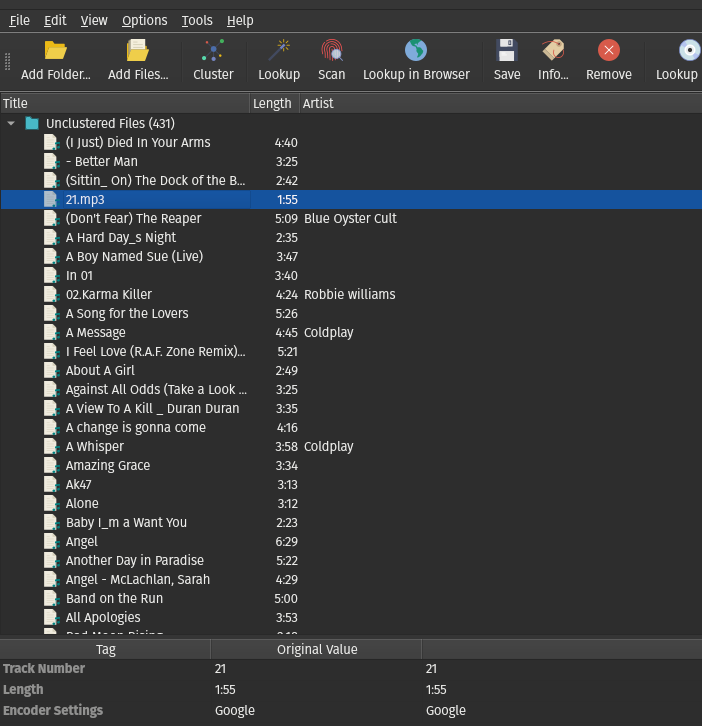 File Edit View Options Tools Help
Add Folder... Add Files... Cluster Lookup Scan Lookup in Browser Save Info... Remove Lookup
Title Length Artist
Unclustered Files (431)
(I Just) Died In Your Arms 4:40
- Better Man 3:25
(Sittin_ On) The Dock of the B... 2:42
21.mp3 1:55
(Don't Fear) The Reaper 5:09 Blue Oyster Cult
A Hard Day_s Night 2:35
A Boy Named Sue (Live) 3:47
In 01 3:40
02.Karma Killer 4:24 Robbie williams
A Song for the Lovers 5:26
A Message 4:45 Coldplay
I Feel Love (R.A.F. Zone Remix)... 5:21
About A Girl 2:49
Against All Odds (Take a Look ... 3:25
A View To A Kill _ Duran Duran 3:35
A change is gonna come 4:16
A Whisper 3:58 Coldplay
Amazing Grace 3:34
Ak47 3:13
Alone 3:12
Baby I_m a Want You 2:23
Angel 6:29
Another Day in Paradise 5:22
Angel - McLachlan, Sarah 4:29
Band on the Run 5:00
All Apologies 3:53
Tag Original Value
Track Number 21 21
Length 1:55 1:55
Encoder Settings Google Google